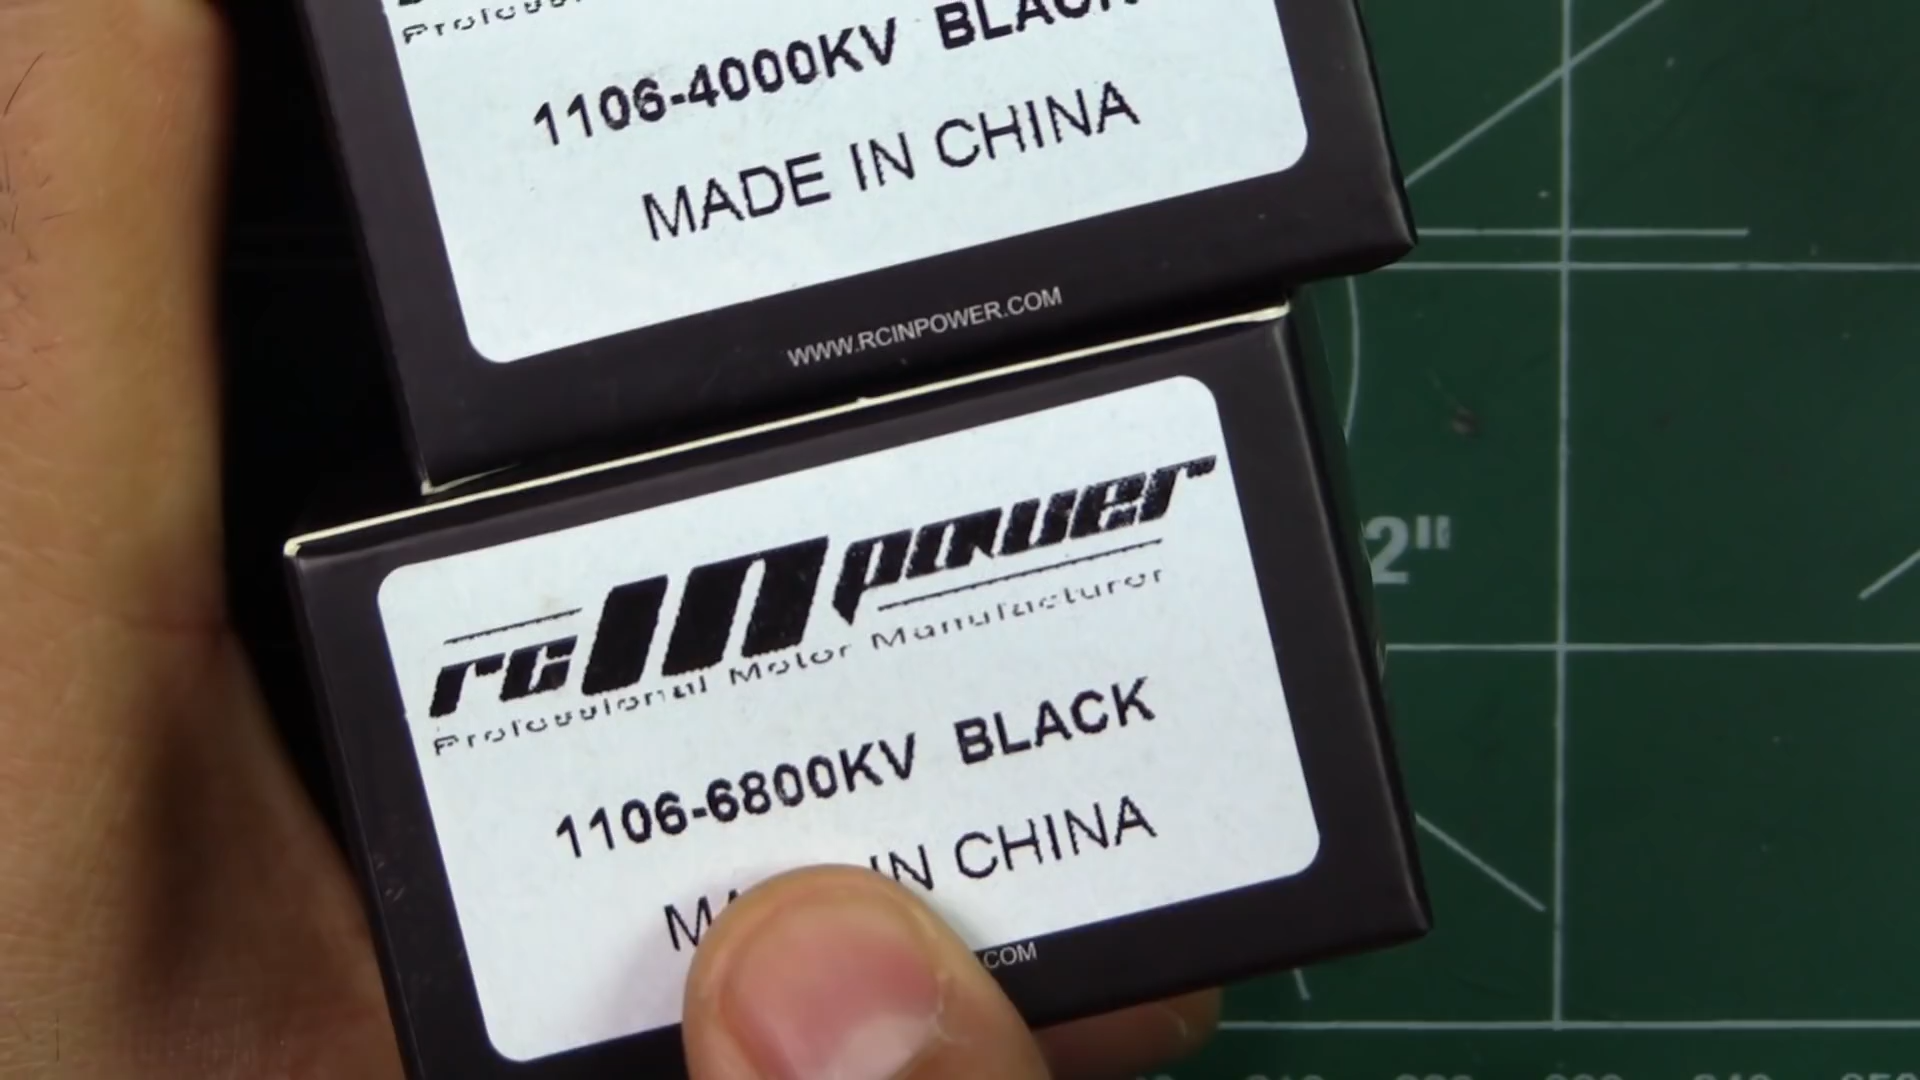 1106-4000KV BLACK
MADE IN CHINA
WWW.RCINPOWER.COM
rcINpower
Professional Motor Manufacturer
1106-6800KV BLACK
IN CHINA
.COM
2"